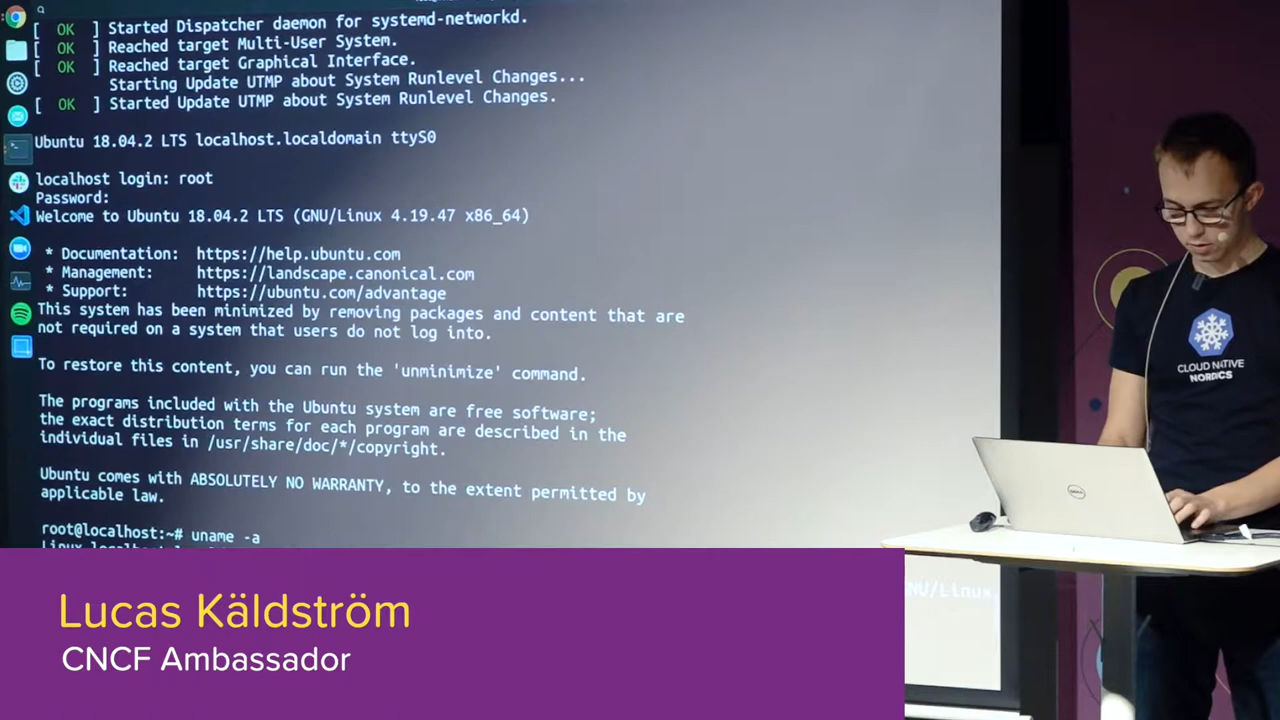 [  OK  ] Started Dispatcher daemon for systemd-networkd.
[  OK  ] Reached target Multi-User System.
[  OK  ] Reached target Graphical Interface.
Starting Update UTMP about System Runlevel Changes...
[  OK  ] Started Update UTMP about System Runlevel Changes.
Ubuntu 18.04.2 LTS localhost.localdomain ttyS0
localhost login: root
Password:
Welcome to Ubuntu 18.04.2 LTS (GNU/Linux 4.19.47 x86_64)
* Documentation:  https://help.ubuntu.com
* Management:     https://landscape.canonical.com
* Support:        https://ubuntu.com/advantage
This system has been minimized by removing packages and content that are
not required on a system that users do not log into.
To restore this content, you can run the 'unminimize' command.
The programs included with the Ubuntu system are free software;
the exact distribution terms for each program are described in the
individual files in /usr/share/doc/*/copyright.
Ubuntu comes with ABSOLUTELY NO WARRANTY, to the extent permitted by
applicable law.
root@localhost:~# uname -a
NU/Linux
CLOUD NATIVE
NORDICS
DELL
Lucas Käldström
CNCF Ambassador